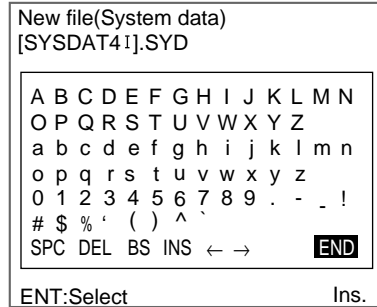 New file(System data)
[SYSDAT4I].SYD
A B C D E F G H I J K L M N
O P Q R S T U V W X Y Z
a b c d e f g h i j k l m n
o p q r s t u v w x y z
0 1 2 3 4 5 6 7 8 9 . - _ !
# $ % ‘ ( ) ^ `
SPC DEL BS INS ← → END
ENT:Select Ins.